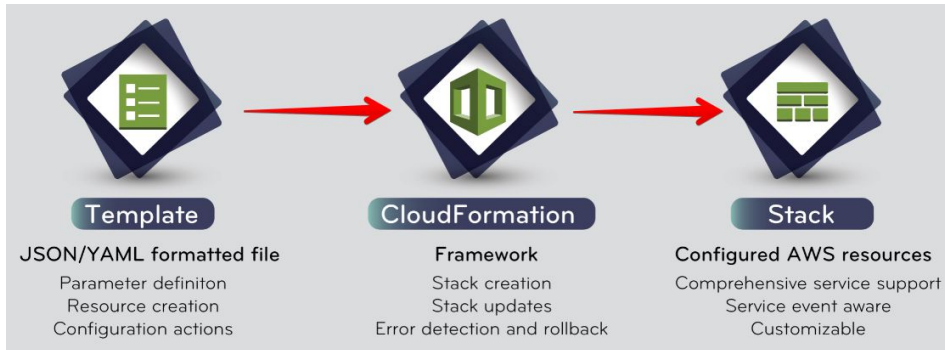 Template
JSON/YAML formatted file
Parameter definiton
Resource creation
Configuration actions
CloudFormation
Framework
Stack creation
Stack updates
Error detection and rollback
Stack
Configured AWS resources
Comprehensive service support
Service event aware
Customizable